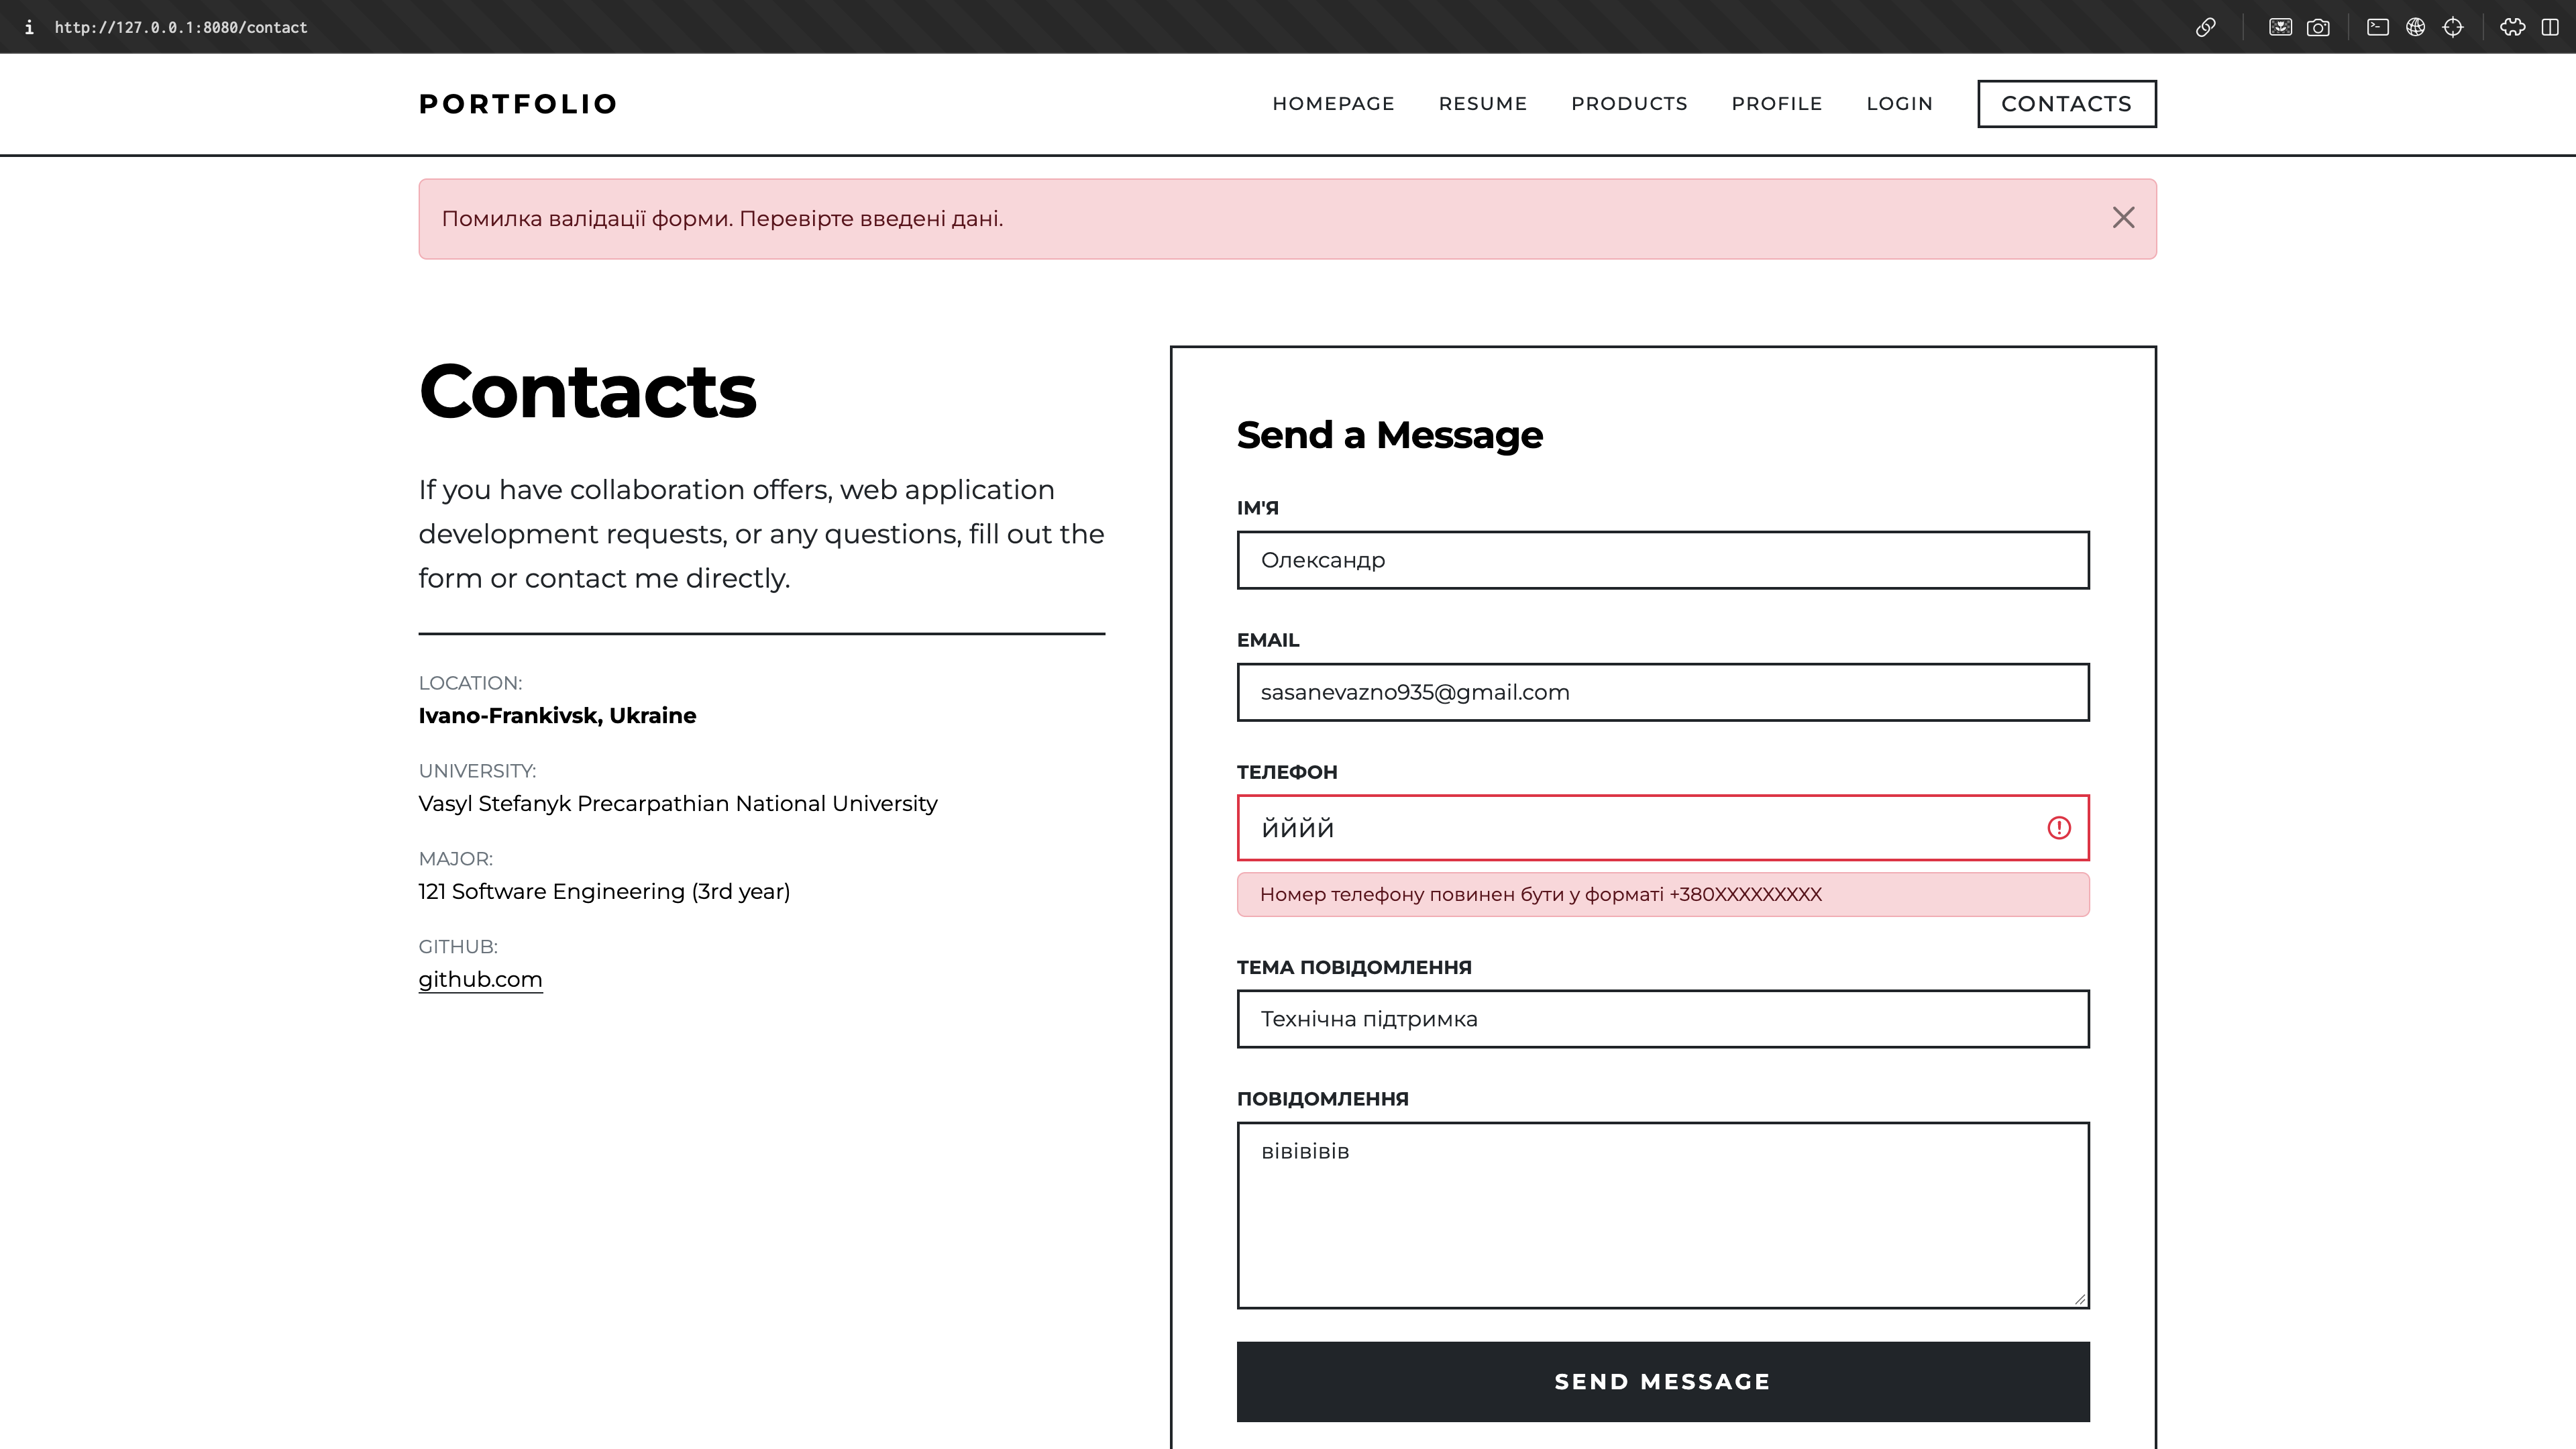 i http://127.0.0.1:8080/contact
PORTFOLIO
HOMEPAGE RESUME PRODUCTS PROFILE LOGIN CONTACTS
Помилка валідації форми. Перевірте введені дані.
Contacts
If you have collaboration offers, web application
development requests, or any questions, fill out the
form or contact me directly.
LOCATION:
Ivano-Frankivsk, Ukraine
UNIVERSITY:
Vasyl Stefanyk Precarpathian National University
MAJOR:
121 Software Engineering (3rd year)
GITHUB:
github.com
Send a Message
ІМ'Я
Олександр
EMAIL
sasanevazno935@gmail.com
ТЕЛЕФОН
йййй
Номер телефону повинен бути у форматі +380XXXXXXXXX
ТЕМА ПОВІДОМЛЕННЯ
Технічна підтримка
ПОВІДОМЛЕННЯ
вівівівів
SEND MESSAGE